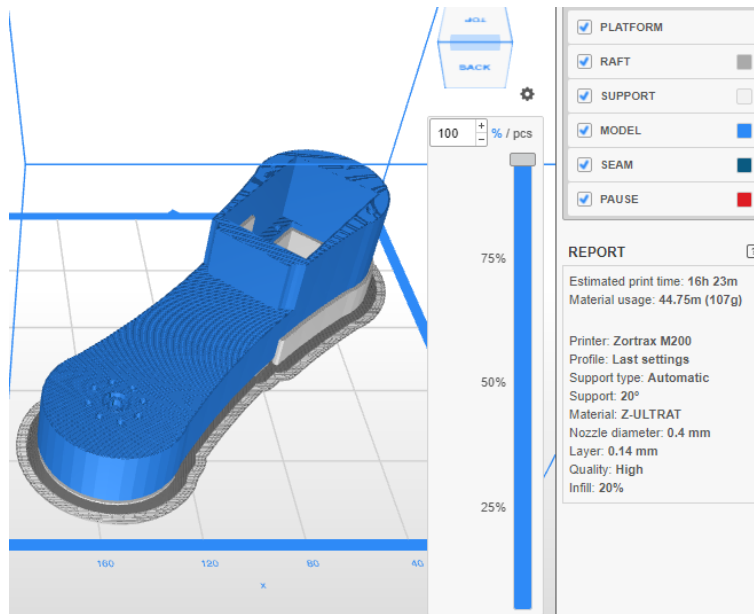 TOP
BACK
100 + - % / pcs
75%
50%
25%
160 120 80 40
x
PLATFORM
RAFT
SUPPORT
MODEL
SEAM
PAUSE
REPORT
Estimated print time: 16h 23m
Material usage: 44.75m (107g)
Printer: Zortrax M200
Profile: Last settings
Support type: Automatic
Support: 20º
Material: Z-ULTRAT
Nozzle diameter: 0.4 mm
Layer: 0.14 mm
Quality: High
Infill: 20%